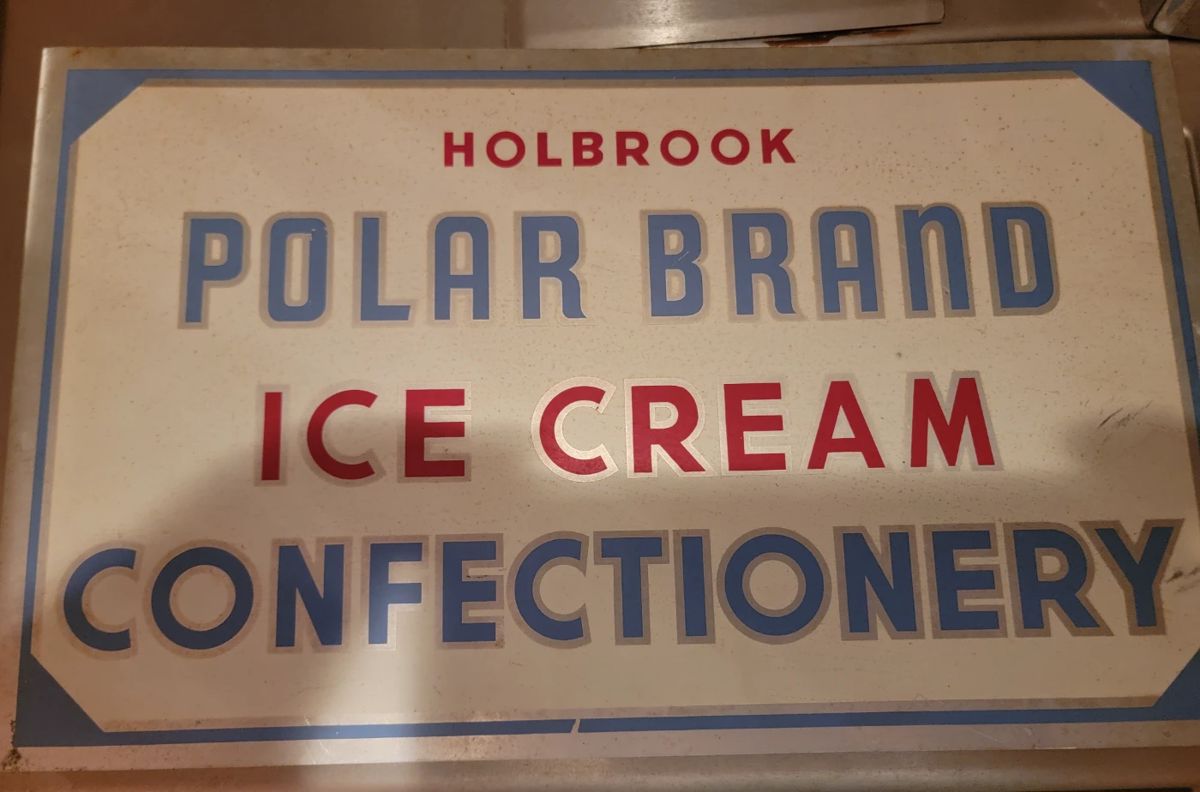 HOLBROOK
POLAR BRAND
ICE CREAM
CONFECTIONERY